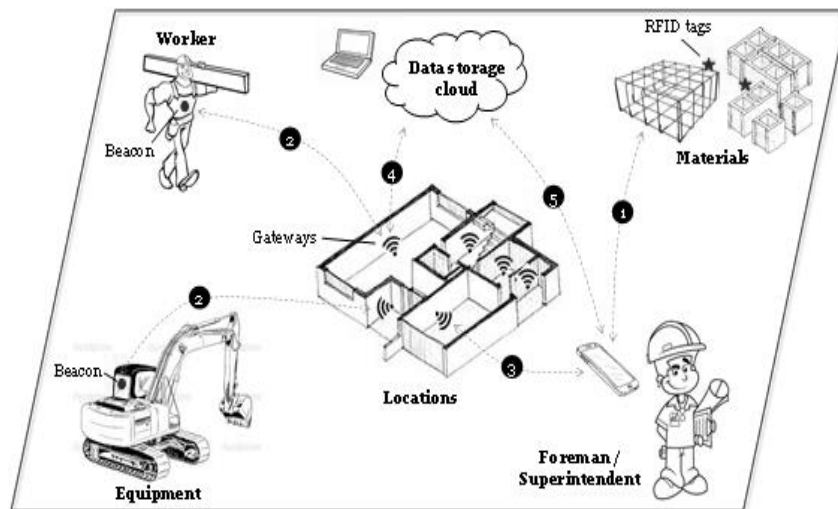 Worker
RFID tags
Data storage
cloud
Beacon
Materials
2
4
5
1
Gateways
2
Beacon
3
Locations
Foreman/
Superintendent
Equipment